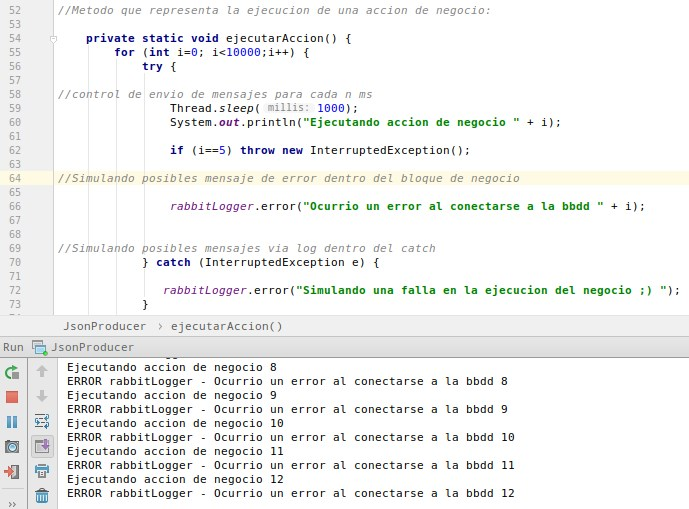 52 //Metodo que representa la ejecucion de una accion de negocio:
53
54 private static void ejecutarAccion() {
55 for (int i=0; i<10000;i++) {
56 try {
57
58 //control de envio de mensajes para cada n ms
59 Thread.sleep( millis: 1000);
60 System.out.println("Ejecutando accion de negocio " + i);
61
62 if (i==5) throw new InterruptedException();
63
64 //Simulando posibles mensaje de error dentro del bloque de negocio
65
66 rabbitLogger.error("Ocurrio un error al conectarse a la bbdd " + i);
67
68
69 //Simulando posibles mensajes via log dentro del catch
70 } catch (InterruptedException e) {
71
72 rabbitLogger.error("Simulando una falla en la ejecucion del negocio ;) ");
73 }
JsonProducer › ejecutarAccion()
Run JsonProducer
Ejecutando accion de negocio 8
ERROR rabbitLogger - Ocurrio un error al conectarse a la bbdd 8
Ejecutando accion de negocio 9
ERROR rabbitLogger - Ocurrio un error al conectarse a la bbdd 9
Ejecutando accion de negocio 10
ERROR rabbitLogger - Ocurrio un error al conectarse a la bbdd 10
Ejecutando accion de negocio 11
ERROR rabbitLogger - Ocurrio un error al conectarse a la bbdd 11
Ejecutando accion de negocio 12
ERROR rabbitLogger - Ocurrio un error al conectarse a la bbdd 12